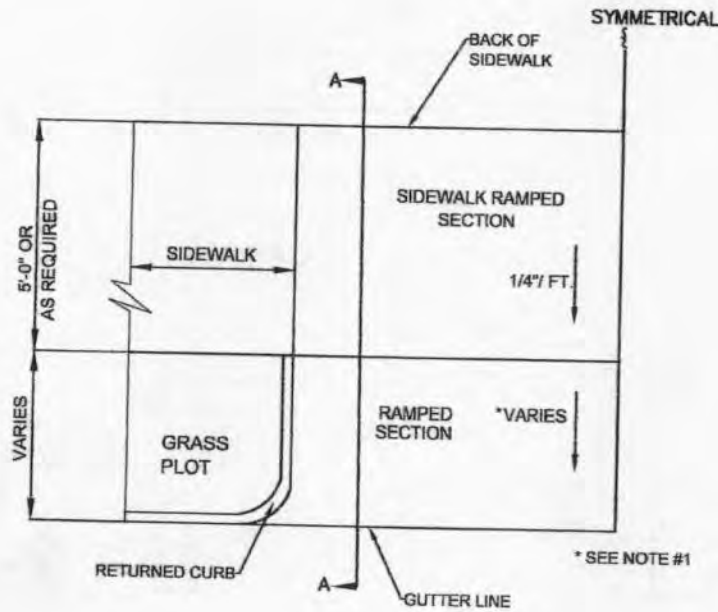 SYMMETRICAL
BACK OF
SIDEWALK
A
5'-0" OR
AS REQUIRED
SIDEWALK RAMPED
SECTION
SIDEWALK
1/4"/ FT.
VARIES
GRASS
PLOT
RAMPED
SECTION
*VARIES
RETURNED CURB
A
GUTTER LINE
* SEE NOTE #1